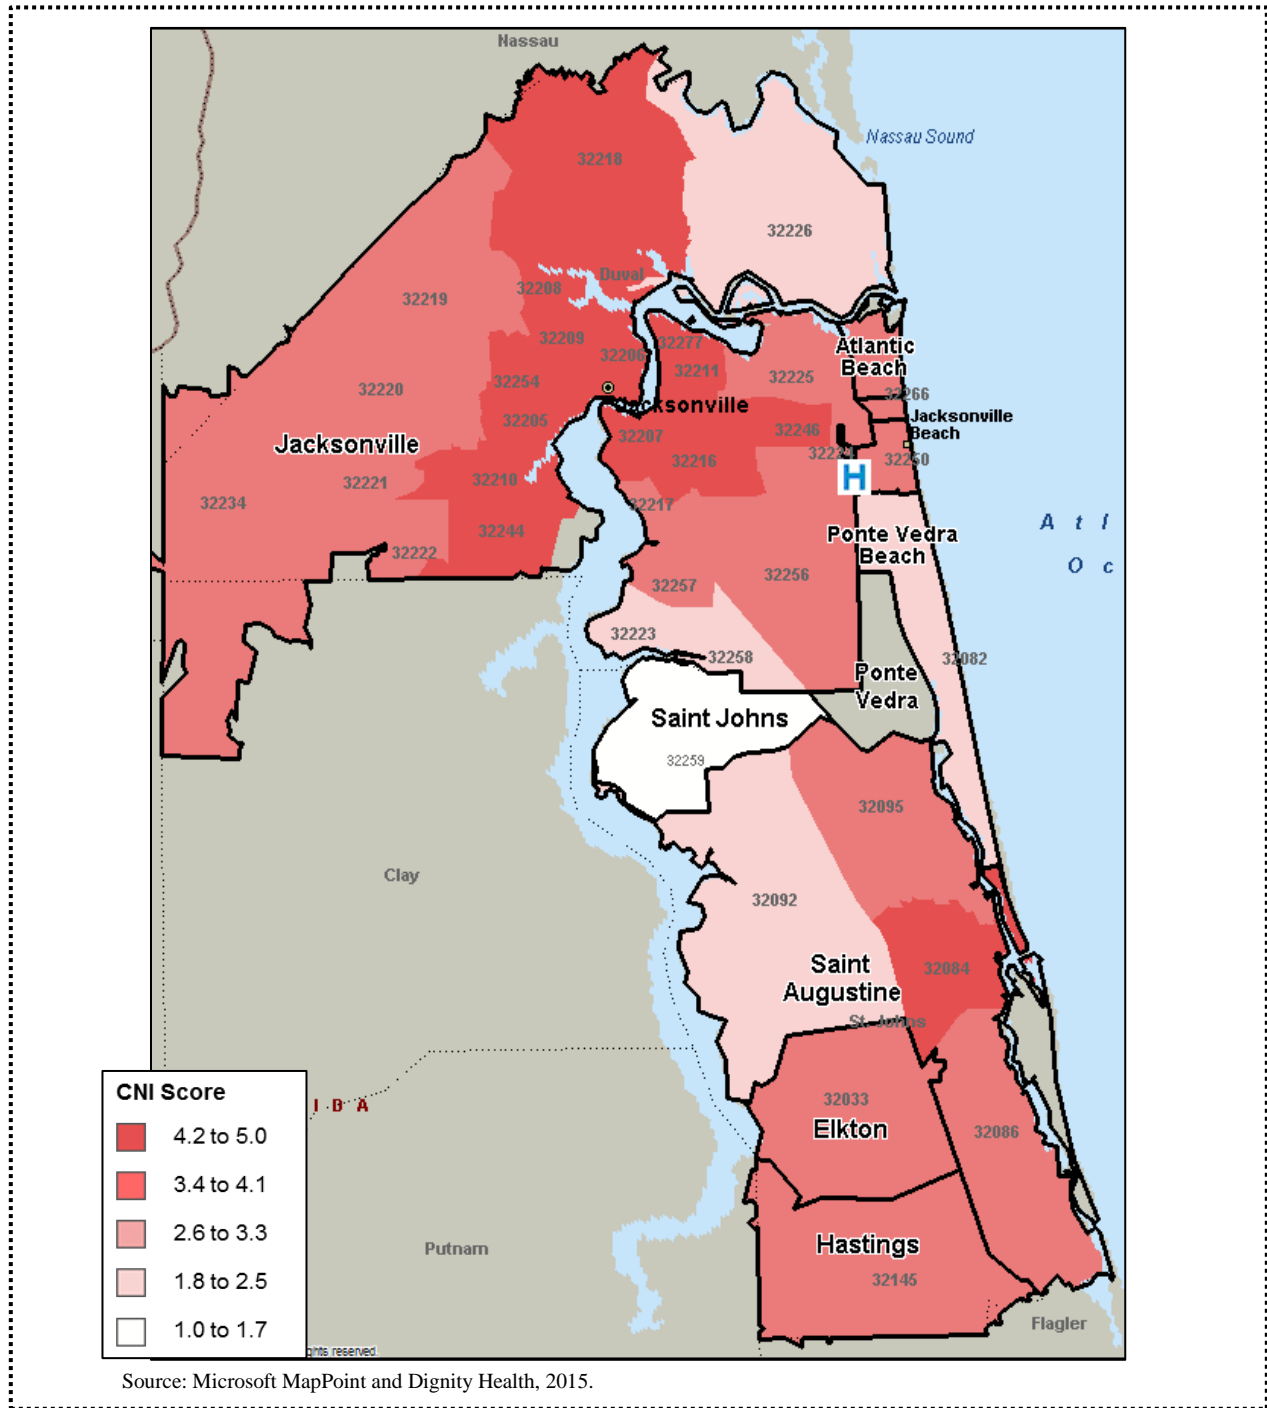 Nassau
Nassau Sound
32218
32226
Duval
32208
32219
32209
32206
32277
32211
Atlantic
Beach
32225
32254
32220
32266
Jacksonville
Jacksonville
Beach
32205
32207
32246
Jacksonville
32216
32250
H
32210
32221
32234
32217
A t l
Ponte Vedra
Beach
32244
32222
O c
32256
32257
32223
32258
32082
Ponte
Vedra
Saint Johns
32259
32095
Clay
32092
32084
Saint
Augustine
St. Johns
32033
Elkton
32086
I D A
Hastings
32145
Putnam
Flagler
CNI Score
4.2 to 5.0
3.4 to 4.1
2.6 to 3.3
1.8 to 2.5
1.0 to 1.7
ghts reserved.
Source: Microsoft MapPoint and Dignity Health, 2015.